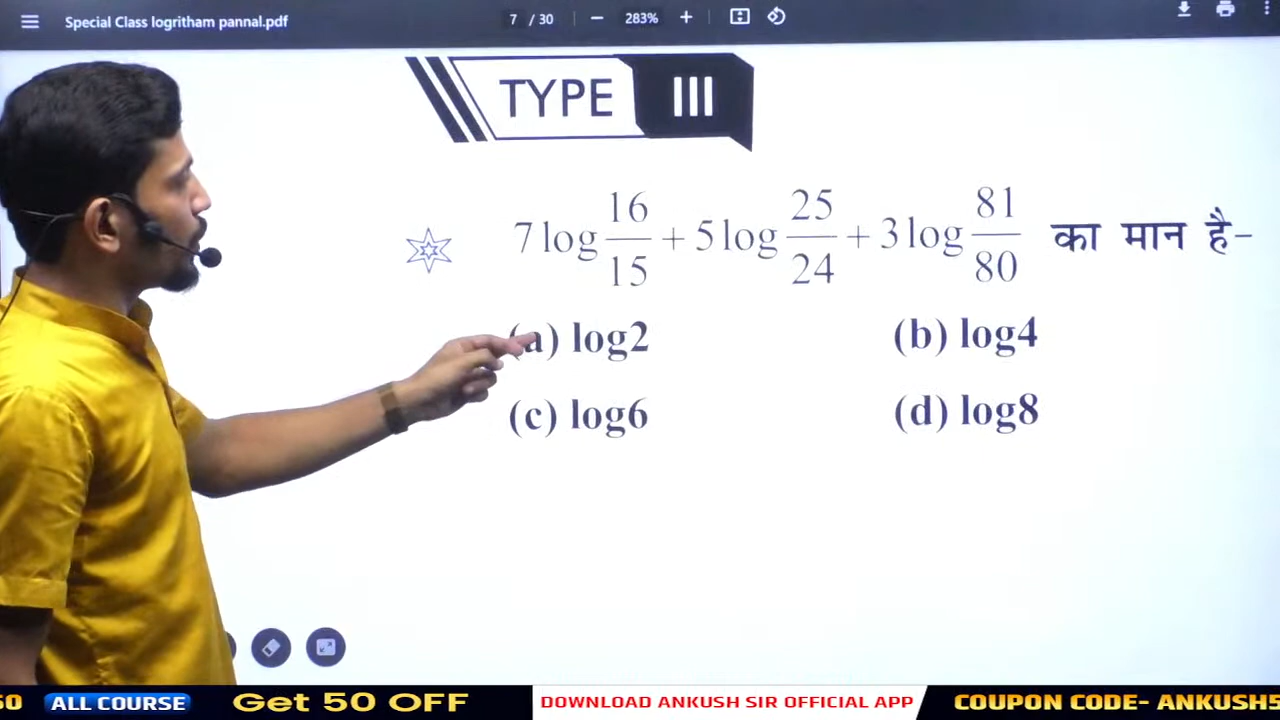 Special Class logritham pannal.pdf
7 / 30 − 283% +
TYPE III
7 log 16/15 + 5 log 25/24 + 3 log 81/80 का मान है-
(a) log2
(b) log4
(c) log6
(d) log8
ALL COURSE Get 50 OFF DOWNLOAD ANKUSH SIR OFFICIAL APP COUPON CODE- ANKUSH5